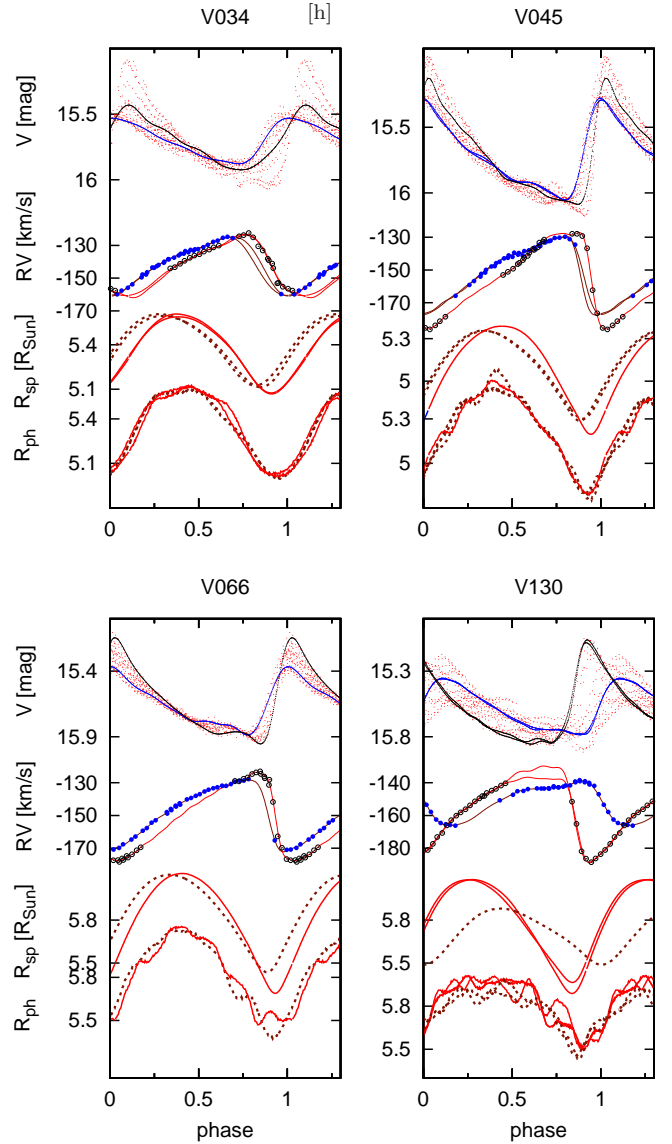 [h]
V034 V045
15.5
16
-130
-150
-170
5.4
5.1
5.4
5.1
V [mag]
RV [km/s]
R_sp [R_Sun]
R_ph
0 0.5 1
15.5
16
-130
-150
-170
5.3
5
5.3
5
0 0.5 1
V066 V130
15.4
15.9
-130
-150
-170
5.8
5.5
5.8
5.5
V [mag]
RV [km/s]
R_sp [R_Sun]
R_ph
0 0.5 1
phase
15.3
15.8
-140
-160
-180
5.8
5.5
5.8
5.5
0 0.5 1
phase